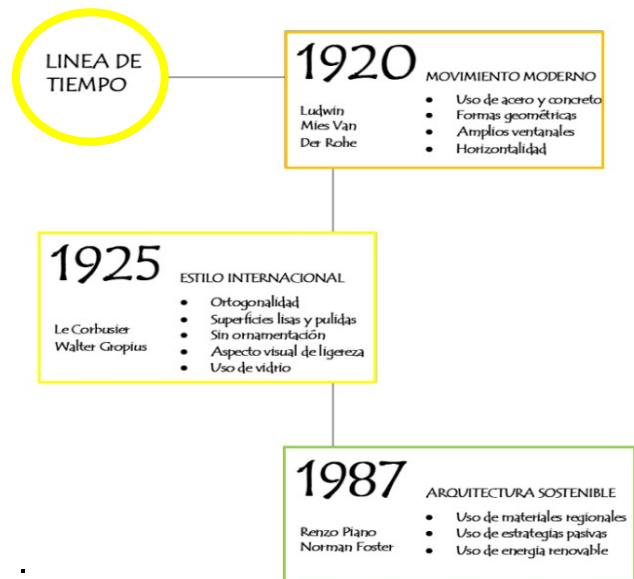 LINEA DE
TIEMPO
1920
MOVIMIENTO MODERNO
Ludwin
Mies Van
Der Rohe
• Uso de acero y concreto
• Formas geométricas
• Amplios ventanales
• Horizontalidad
1925
ESTILO INTERNACIONAL
Le Corbusier
Walter Gropius
• Ortogonalidad
• Superficies lisas y pulidas
• Sin ornamentación
• Aspecto visual de ligereza
• Uso de vidrio
1987
ARQUITECTURA SOSTENIBLE
Renzo Piano
Norman Foster
• Uso de materiales regionales
• Uso de estrategias pasivas
• Uso de energía renovable
.